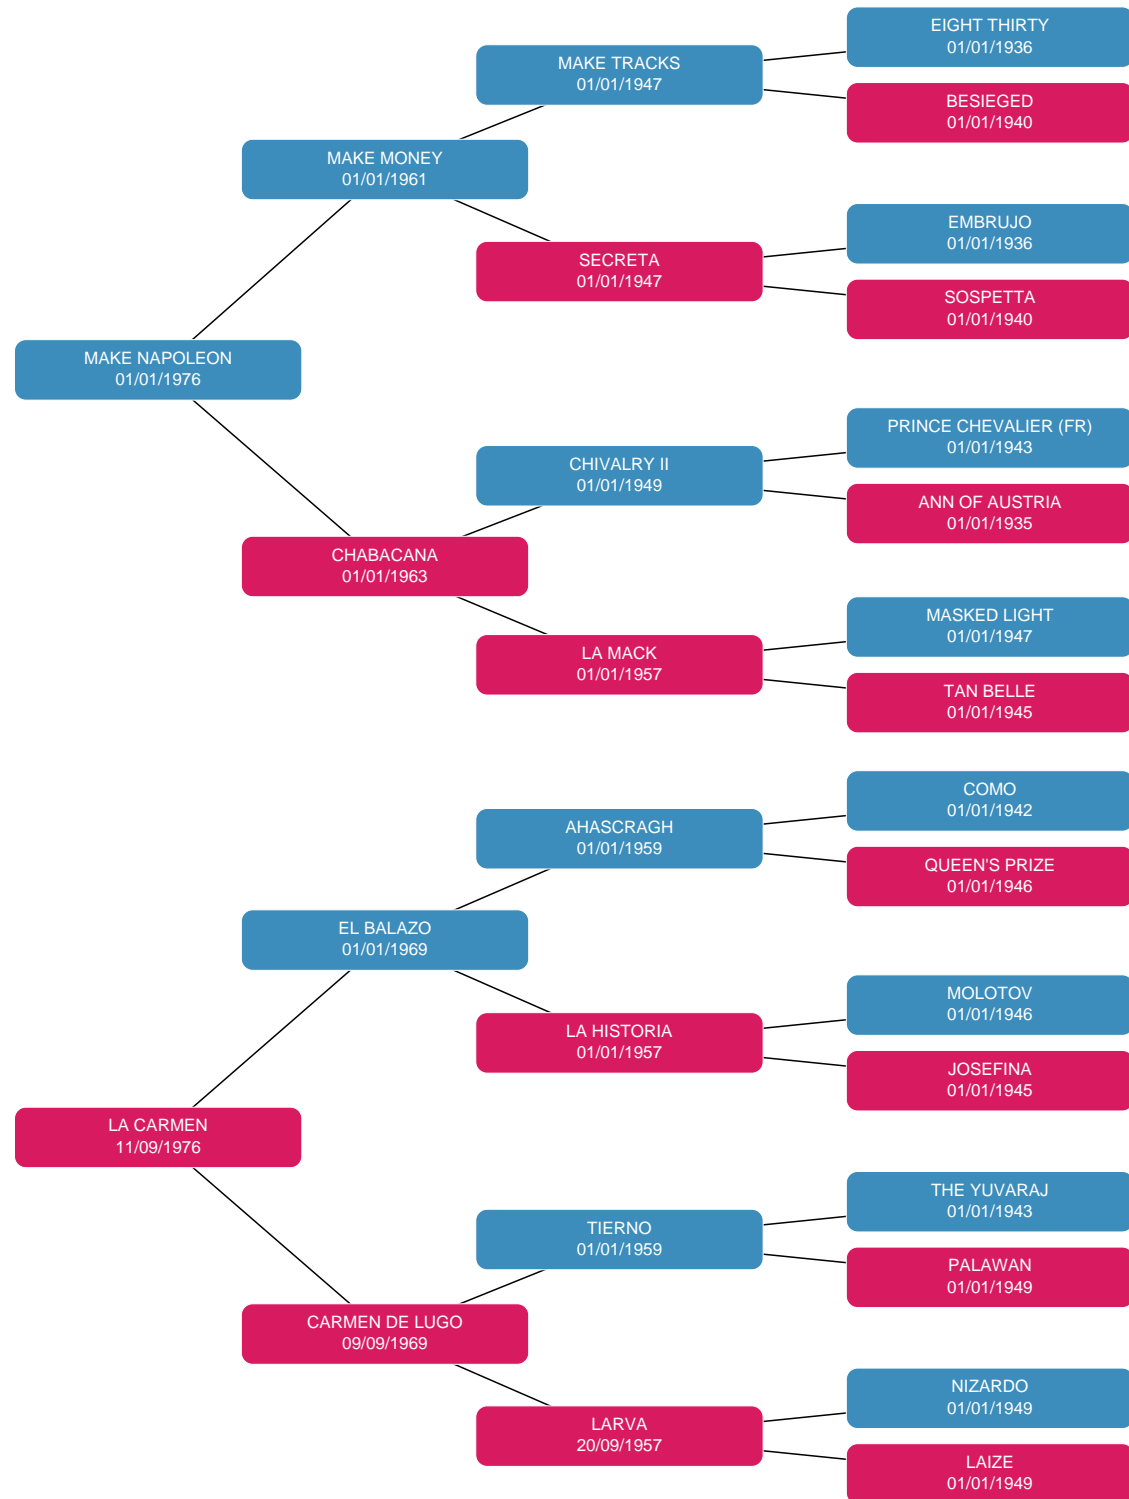 EIGHT THIRTY
01/01/1936
MAKE TRACKS
01/01/1947
BESIEGED
01/01/1940
MAKE MONEY
01/01/1961
EMBRUJO
01/01/1936
SECRETA
01/01/1947
SOSPETTA
01/01/1940
MAKE NAPOLEON
01/01/1976
PRINCE CHEVALIER (FR)
01/01/1943
CHIVALRY II
01/01/1949
ANN OF AUSTRIA
01/01/1935
CHABACANA
01/01/1963
MASKED LIGHT
01/01/1947
LA MACK
01/01/1957
TAN BELLE
01/01/1945
COMO
01/01/1942
AHASCRAGH
01/01/1959
QUEEN'S PRIZE
01/01/1946
EL BALAZO
01/01/1969
MOLOTOV
01/01/1946
LA HISTORIA
01/01/1957
JOSEFINA
01/01/1945
LA CARMEN
11/09/1976
THE YUVARAJ
01/01/1943
TIERNO
01/01/1959
PALAWAN
01/01/1949
CARMEN DE LUGO
09/09/1969
NIZARDO
01/01/1949
LARVA
20/09/1957
LAIZE
01/01/1949